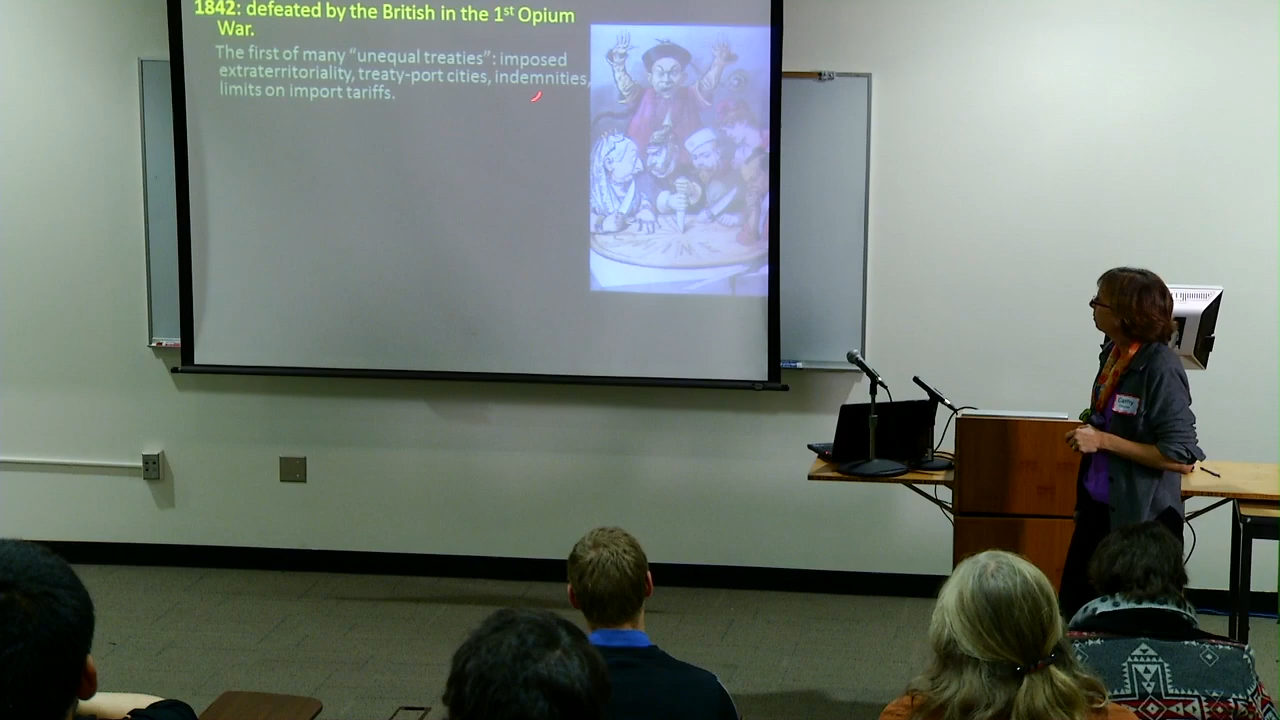 1842: defeated by the British in the 1st Opium
War.
The first of many “unequal treaties”: imposed
extraterritoriality, treaty-port cities, indemnities,
limits on import tariffs.
Cathy